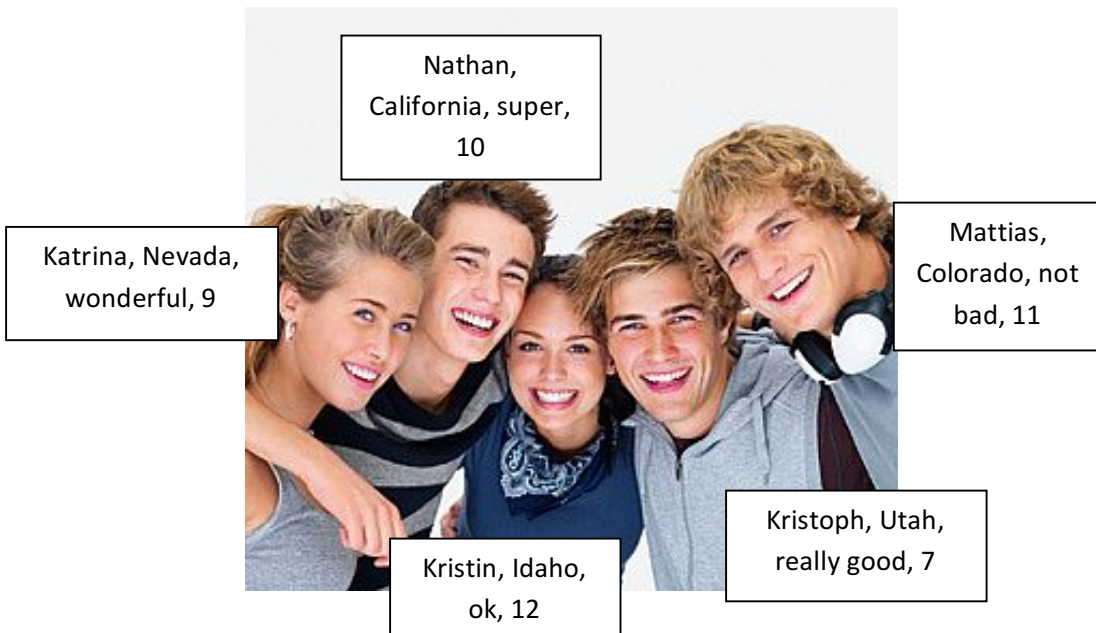 Nathan,
California, super,
10
Katrina, Nevada,
wonderful, 9
Mattias,
Colorado, not
bad, 11
Kristoph, Utah,
really good, 7
Kristin, Idaho,
ok, 12